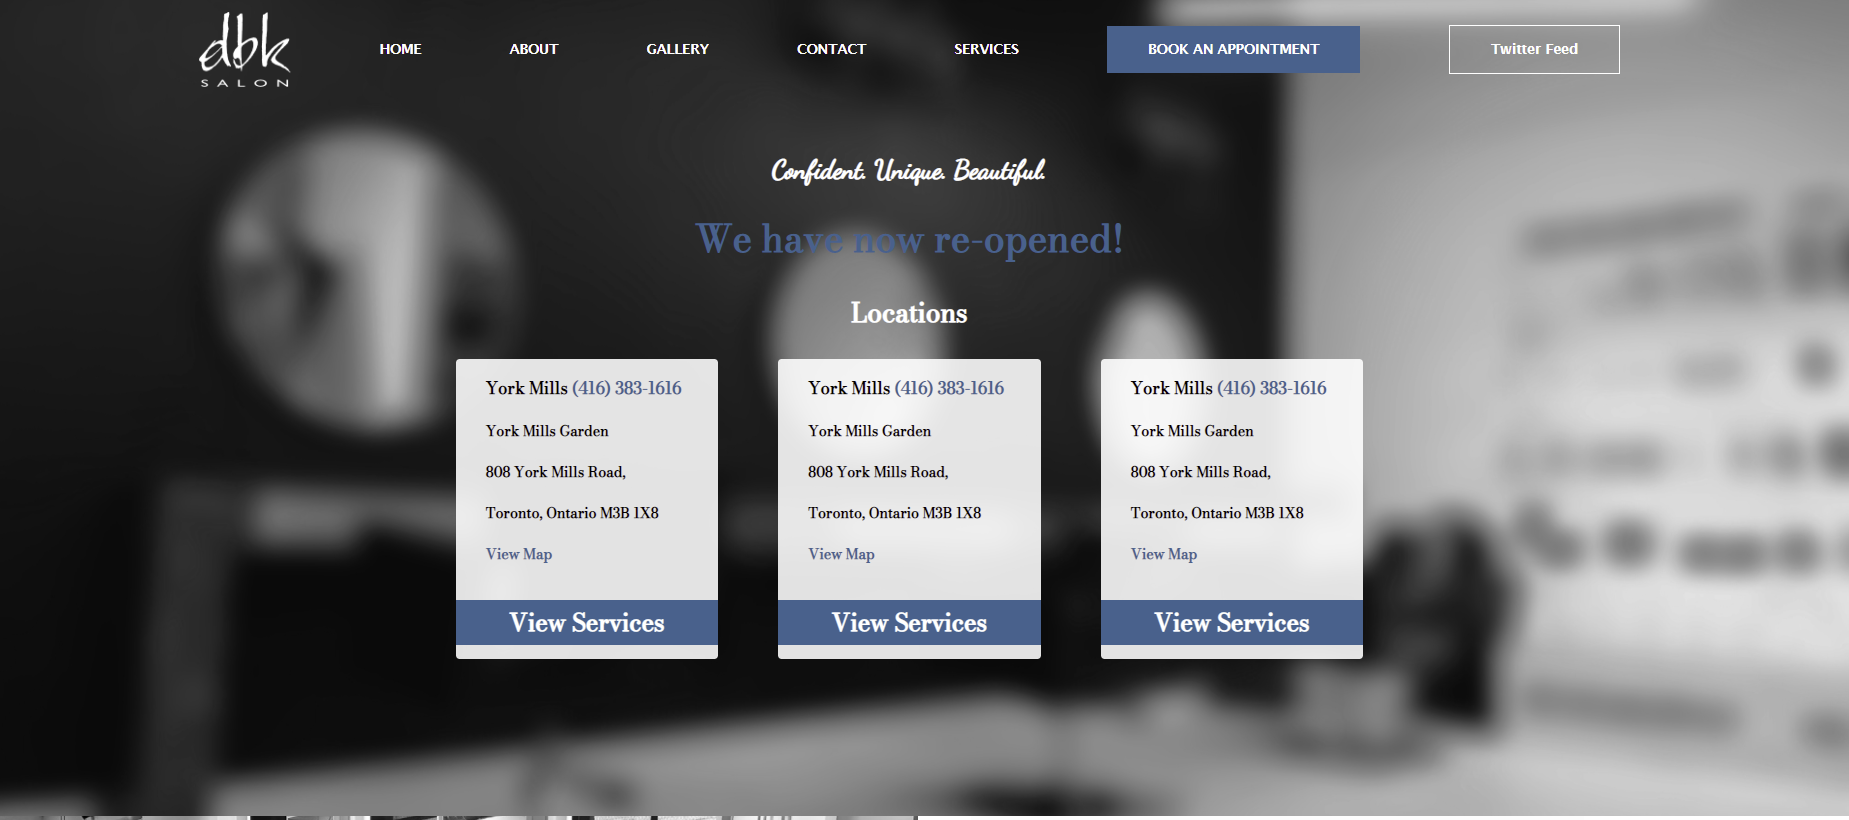 dbk
SALON
HOME
ABOUT
GALLERY
CONTACT
SERVICES
BOOK AN APPOINTMENT
Twitter Feed
Confident. Unique. Beautiful.
We have now re-opened!
Locations
York Mills (416) 383-1616
York Mills Garden
808 York Mills Road,
Toronto, Ontario M3B 1X8
View Map
View Services
York Mills (416) 383-1616
York Mills Garden
808 York Mills Road,
Toronto, Ontario M3B 1X8
View Map
View Services
York Mills (416) 383-1616
York Mills Garden
808 York Mills Road,
Toronto, Ontario M3B 1X8
View Map
View Services